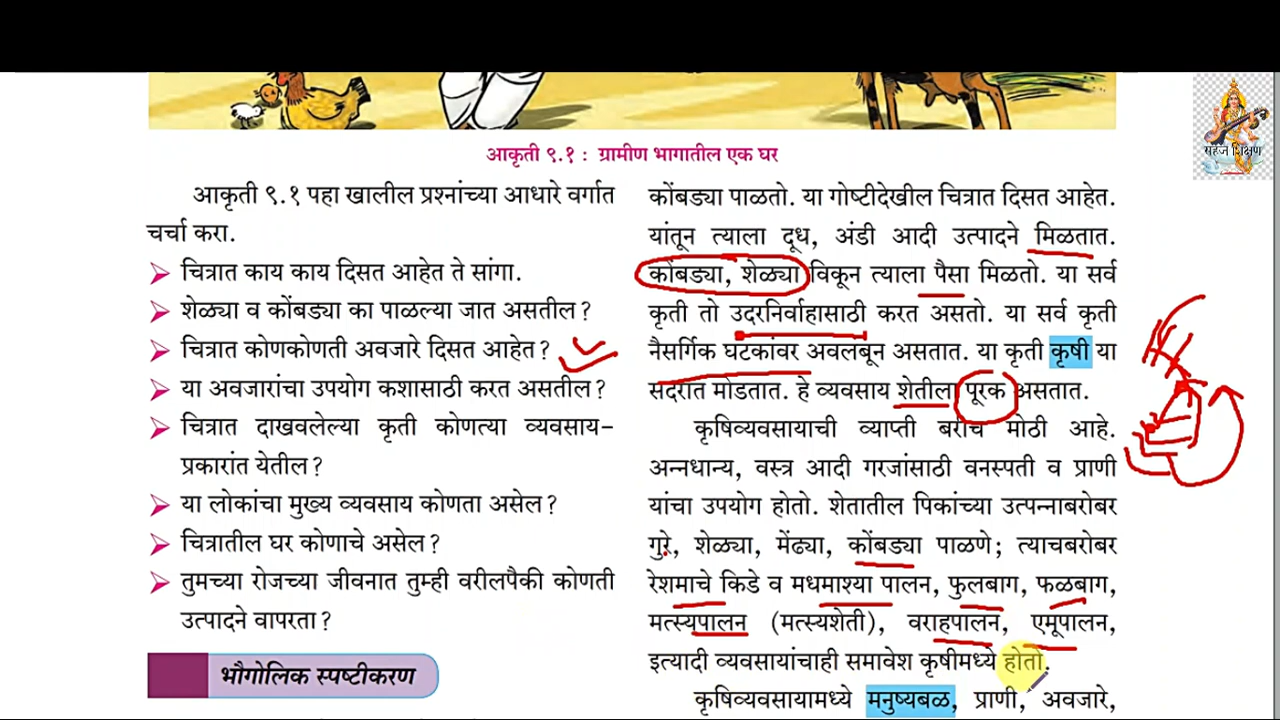 सहज शिक्षण
आकृती ९.१ : ग्रामीण भागातील एक घर
आकृती ९.१ पहा खालील प्रश्नांच्या आधारे वर्गात
चर्चा करा.
➢ चित्रात काय काय दिसत आहेत ते सांगा.
➢ शेळ्या व कोंबड्या का पाळल्या जात असतील?
➢ चित्रात कोणकोणती अवजारे दिसत आहेत?
➢ या अवजारांचा उपयोग कशासाठी करत असतील?
➢ चित्रात दाखवलेल्या कृती कोणत्या व्यवसाय–
प्रकारांत येतील?
➢ या लोकांचा मुख्य व्यवसाय कोणता असेल?
➢ चित्रातील घर कोणाचे असेल?
➢ तुमच्या रोजच्या जीवनात तुम्ही वरीलपैकी कोणती
उत्पादने वापरता?
भौगोलिक स्पष्टीकरण
कोंबड्या पाळतो. या गोष्टीदेखील चित्रात दिसत आहेत.
यांतून त्याला दूध, अंडी आदी उत्पादने मिळतात.
कोंबड्या, शेळ्या विकून त्याला पैसा मिळतो. या सर्व
कृती तो उदरनिर्वाहासाठी करत असतो. या सर्व कृती
नैसर्गिक घटकांवर अवलबून असतात. या कृती कृषी या
सदरात मोडतात. हे व्यवसाय शेतीला पूरक असतात.
कृषिव्यवसायाची व्याप्ती बरीच मोठी आहे.
अन्नधान्य, वस्त्र आदी गरजांसाठी वनस्पती व प्राणी
यांचा उपयोग होतो. शेतातील पिकांच्या उत्पन्नाबरोबर
गुरे, शेळ्या, मेंढ्या, कोंबड्या पाळणे; त्याचबरोबर
रेशमाचे किडे व मधमाश्या पालन, फुलबाग, फळबाग,
मत्स्यपालन (मत्स्यशेती), वराहपालन, एमूपालन,
इत्यादी व्यवसायांचाही समावेश कृषीमध्ये होतो.
कृषिव्यवसायामध्ये मनुष्यबळ, प्राणी, अवजारे,